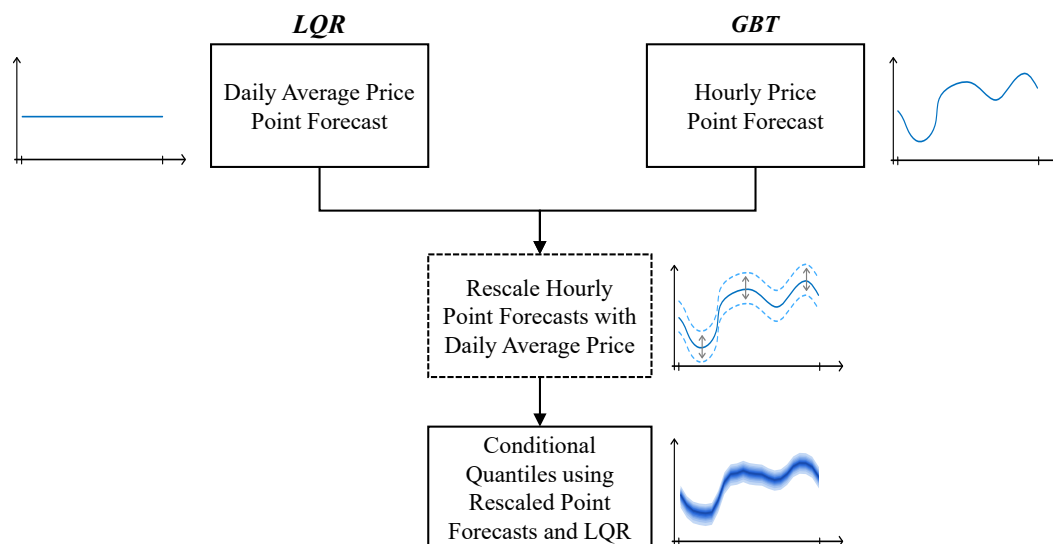 LQR
GBT
Daily Average Price
Point Forecast
Hourly Price
Point Forecast
Rescale Hourly
Point Forecasts with
Daily Average Price
Conditional
Quantiles using
Rescaled Point
Forecasts and LQR